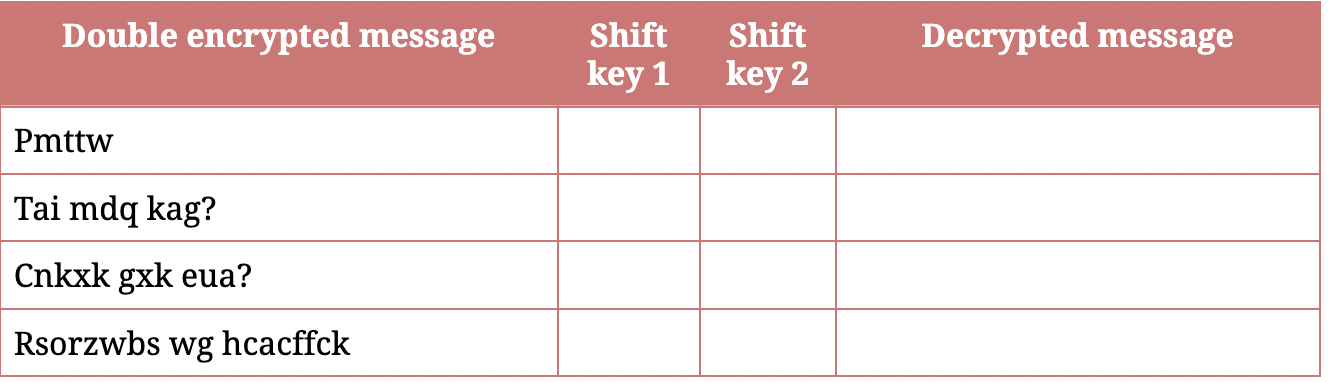 Double encrypted message Shift key 1 Shift key 2 Decrypted message
Pmttw
Tai mdq kag?
Cnkxk gxk eua?
Rsorzwbs wg hcacffck